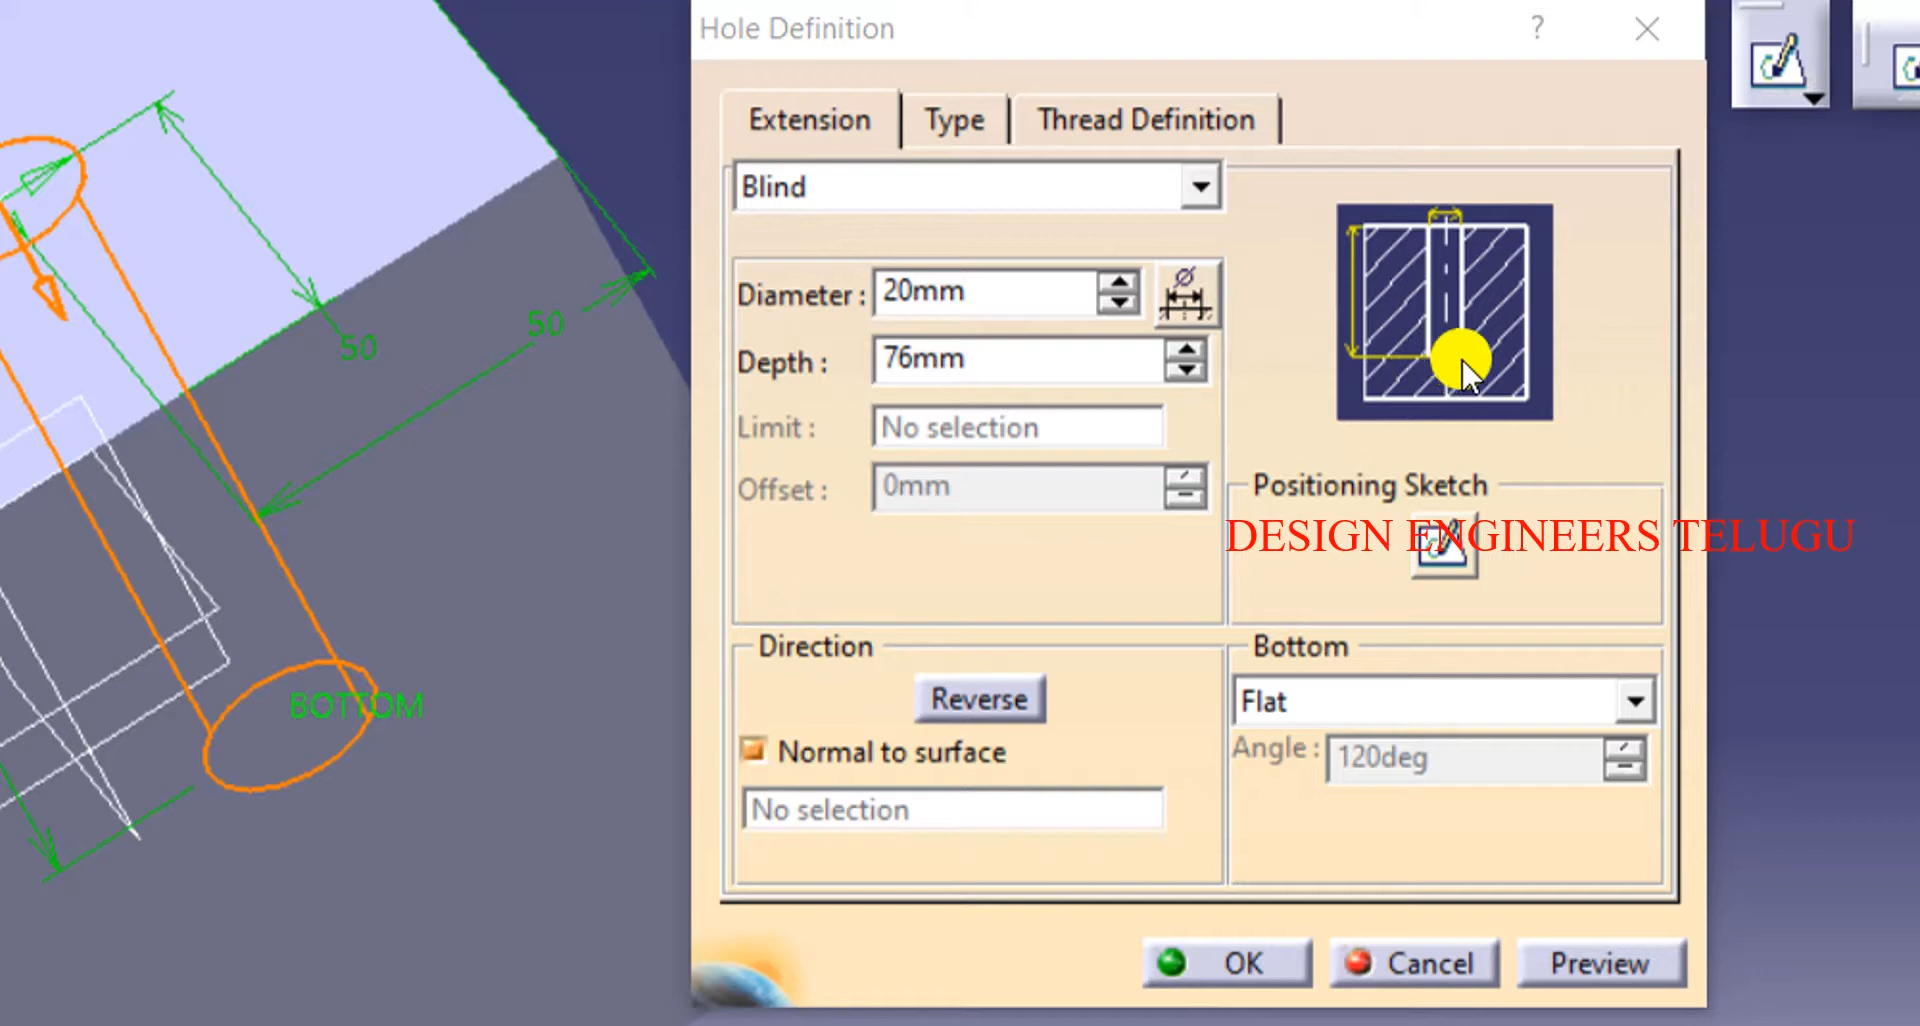 Hole Definition ?
Extension Type Thread Definition
Blind
Diameter : 20mm
Depth : 76mm
Limit : No selection
Offset : 0mm
Positioning Sketch
DESIGN ENGINEERS TELUGU
Direction
Reverse
Normal to surface
No selection
Bottom
Flat
Angle : 120deg
OK Cancel Preview
50
50
BOTTOM